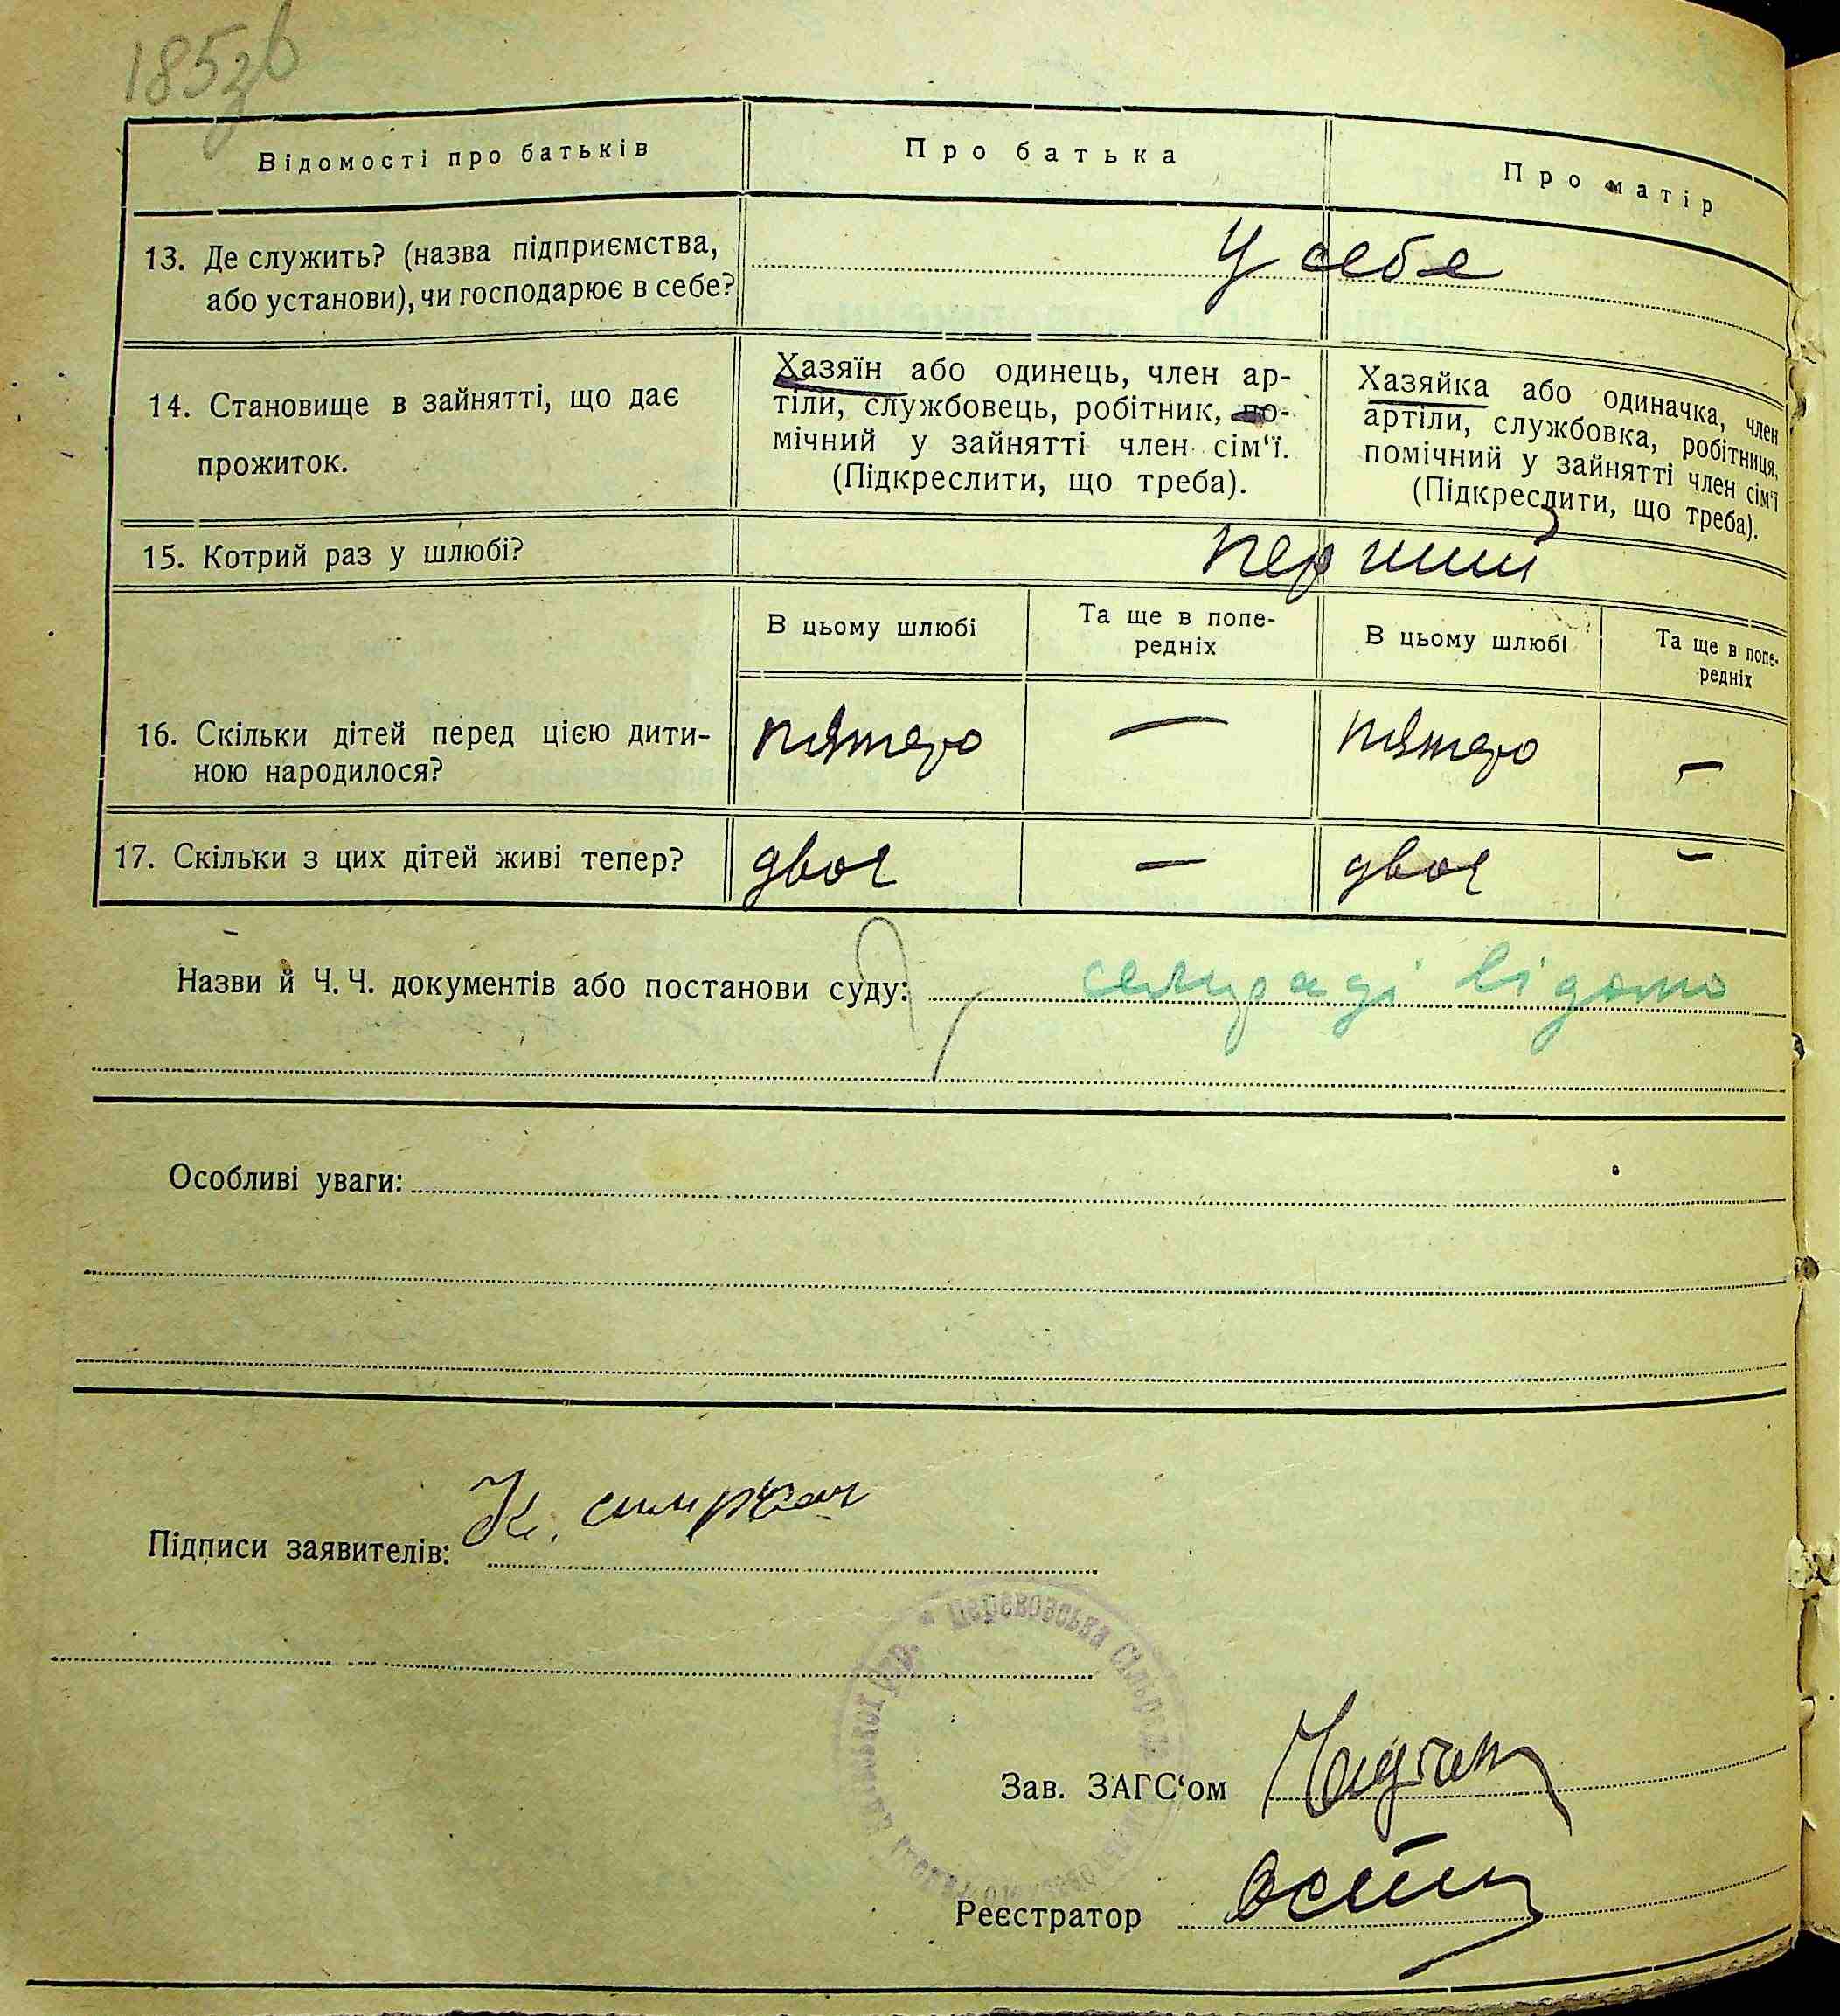 185зв
Відомості про батьків
Про батька
Про матір
13. Де служить? (назва підприємства,
або установи), чи господарює в себе?
У себе
14. Становище в зайнятті, що дає
прожиток.
Хазяїн або одинець, член ар-
тіли, службовець, робітник, по-
мічний у зайнятті член сім‘ї.
(Підкреслити, що треба).
Хазяйка або одиначка, член
артіли, службовка, робітниця,
помічний у зайнятті член сім‘ї
(Підкреслити, що треба).
15. Котрий раз у шлюбі?
перший
В цьому шлюбі
Та ще в попе-
редніх
В цьому шлюбі
Та ще в попе-
редніх
16. Скільки дітей перед цією дити-
ною народилося?
пятеро — пятеро —
17. Скільки з цих дітей живі тепер?
двоє — двоє —
Назви й Ч. Ч. документів або постанови суду: сельраді відомо
Особливі уваги:
Підписи заявителів: К.
Сільрада
Зав. ЗАГС‘ом
Реєстратор